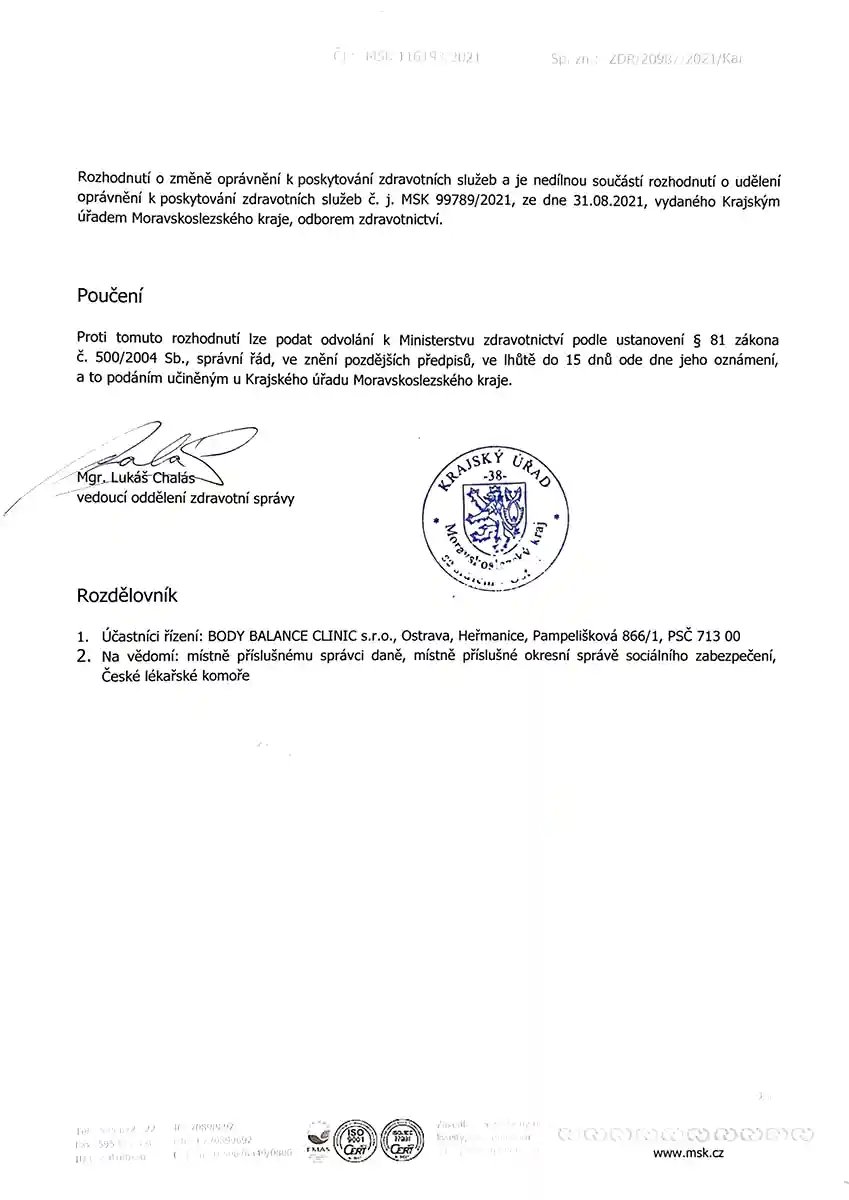 Čj.: MSK 116193/2021 Sp. zn.: ZDR/20987/2021/Kar
Rozhodnutí o změně oprávnění k poskytování zdravotních služeb a je nedílnou součástí rozhodnutí o udělení
oprávnění k poskytování zdravotních služeb č. j. MSK 99789/2021, ze dne 31.08.2021, vydaného Krajským
úřadem Moravskoslezského kraje, odborem zdravotnictví.
Poučení
Proti tomuto rozhodnutí lze podat odvolání k Ministerstvu zdravotnictví podle ustanovení § 81 zákona
č. 500/2004 Sb., správní řád, ve znění pozdějších předpisů, ve lhůtě do 15 dnů ode dne jeho oznámení,
a to podáním učiněným u Krajského úřadu Moravskoslezského kraje.
Mgr. Lukáš Chalás
vedoucí oddělení zdravotní správy
KRAJSKÝ ÚŘAD
-38-
Moravskoslezský kraj
Rozdělovník
1. Účastníci řízení: BODY BALANCE CLINIC s.r.o., Ostrava, Heřmanice, Pampelišková 866/1, PSČ 713 00
2. Na vědomí: místně příslušnému správci daně, místně příslušné okresní správě sociálního zabezpečení,
České lékařské komoře
EMAS
ISO 9001 CERT
ISO/IEC 27001 CERT
www.msk.cz